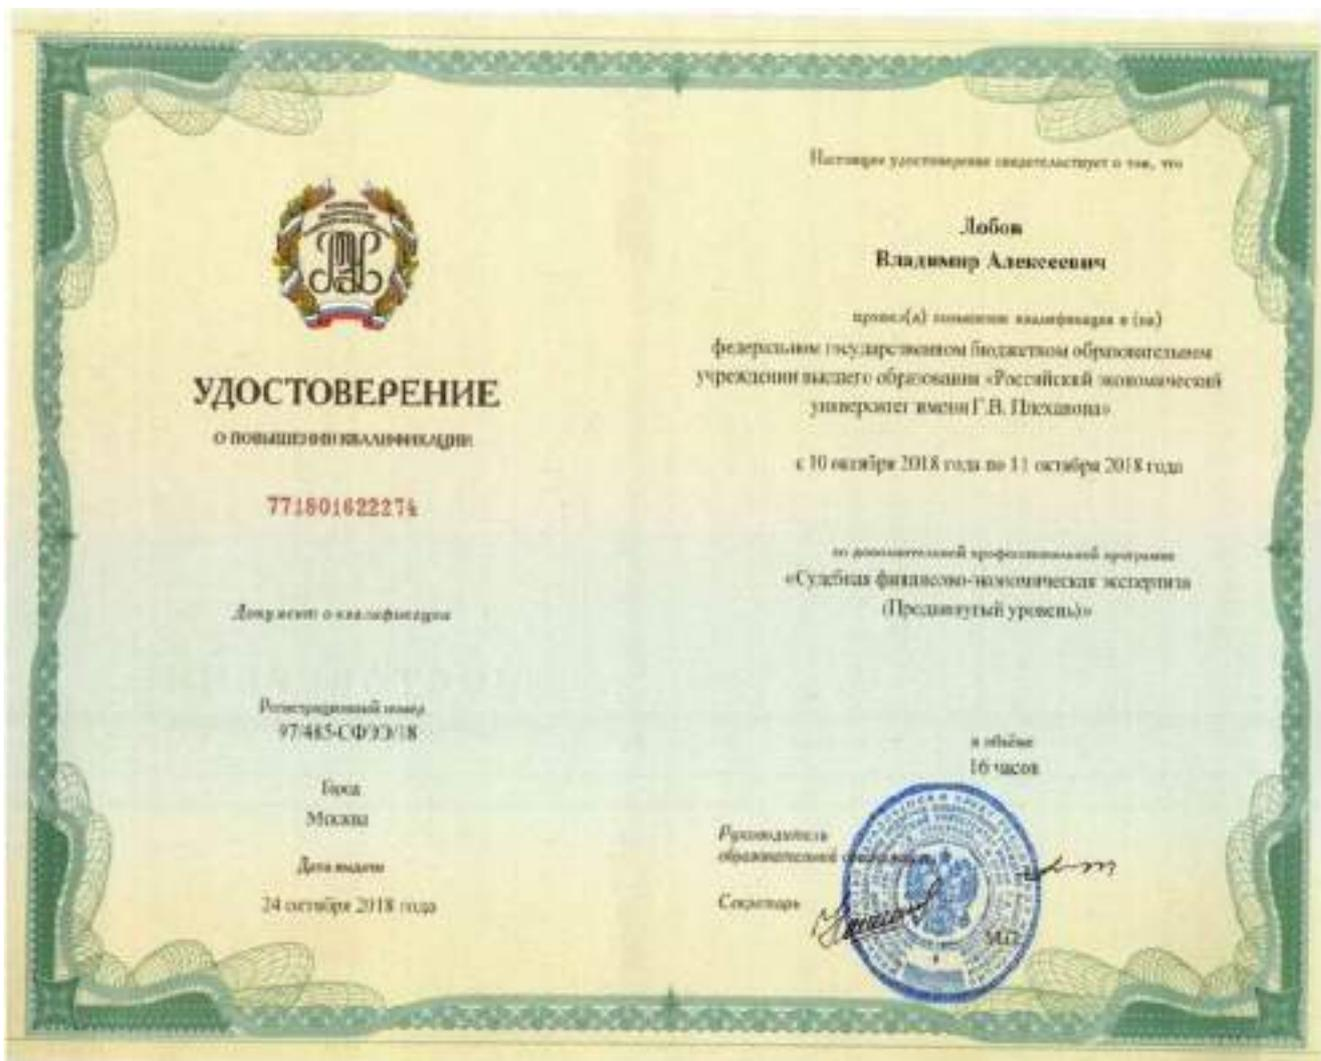 УДОСТОВЕРЕНИЕ
О ПОВЫШЕНИИ КВАЛИФИКАЦИИ
771801622274
Документ о квалификации
Регистрационный номер
97/485-СФЭЭ/18
Город
Москва
Дата выдачи
24 октября 2018 года
Настоящее удостоверение свидетельствует о том, что
Лобов
Владимир Алексеевич
прошел(а) повышение квалификации в (на)
федеральном государственном бюджетном образовательном
учреждении высшего образования «Российский экономический
университет имени Г.В. Плеханова»
с 10 октября 2018 года по 11 октября 2018 года
по дополнительной профессиональной программе
«Судебная финансово-экономическая экспертиза
(Продвинутый уровень)»
в объёме
16 часов
Руководитель
образовательной
Секретарь
М.П.